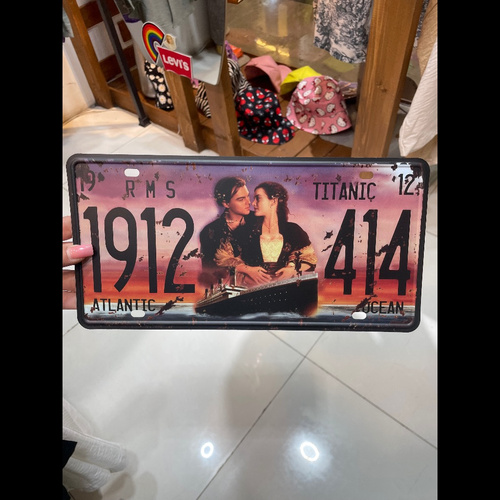 Levi's
19 RMS TITANIC 12
1912 414
ATLANTIC OCEAN